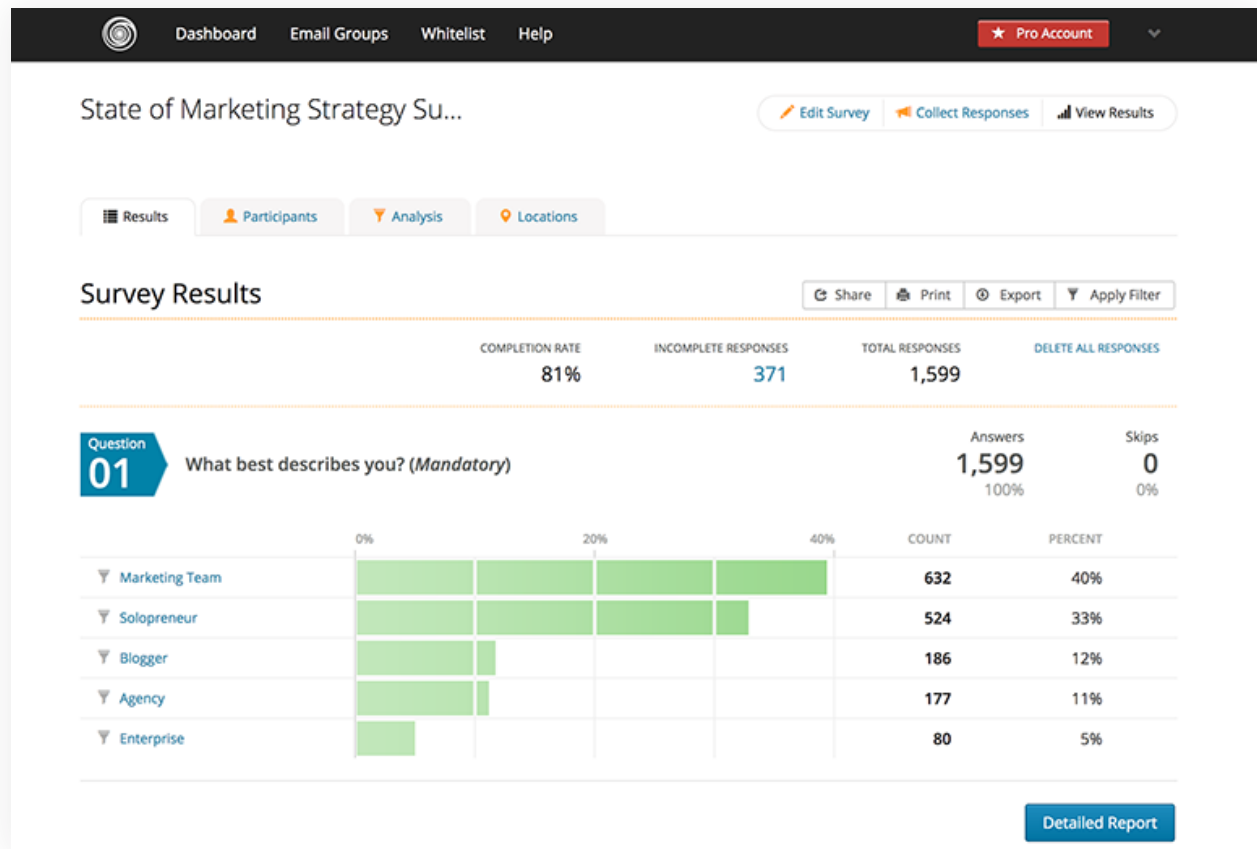 Dashboard Email Groups Whitelist Help ★ Pro Account
State of Marketing Strategy Su...
Edit Survey Collect Responses View Results
Results Participants Analysis Locations
Survey Results
Share Print Export Apply Filter
COMPLETION RATE INCOMPLETE RESPONSES TOTAL RESPONSES DELETE ALL RESPONSES
81% 371 1,599
Question
01
What best describes you? (Mandatory)
Answers Skips
1,599 0
100% 0%
0% 20% 40% COUNT PERCENT
Marketing Team 632 40%
Solopreneur 524 33%
Blogger 186 12%
Agency 177 11%
Enterprise 80 5%
Detailed Report